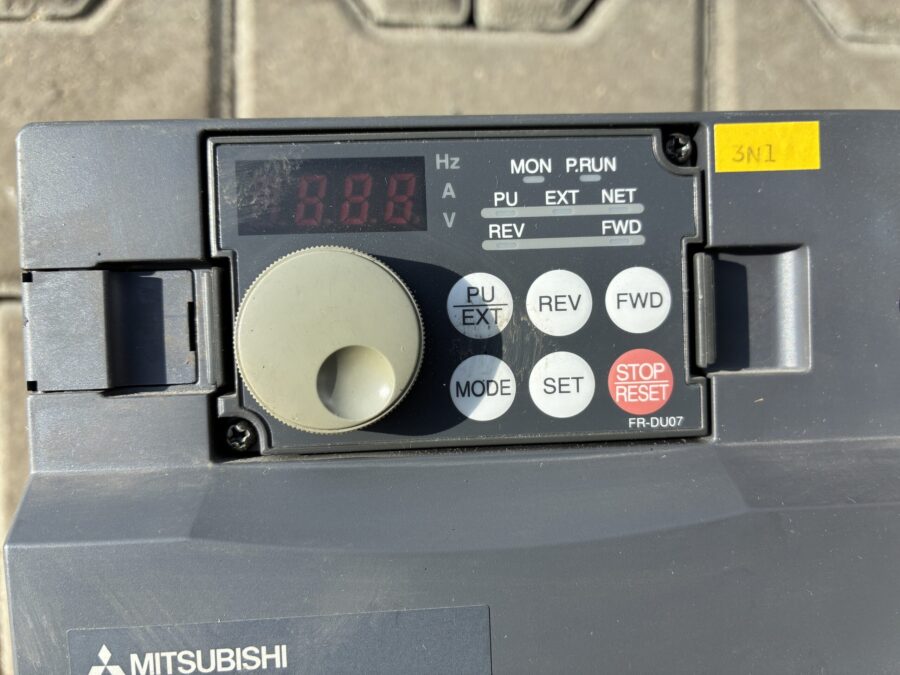 Hz
A
V
MON P.RUN
PU EXT NET
REV FWD
3N1
PU
EXT
REV
FWD
MODE
SET
STOP
RESET
FR-DU07
MITSUBISHI